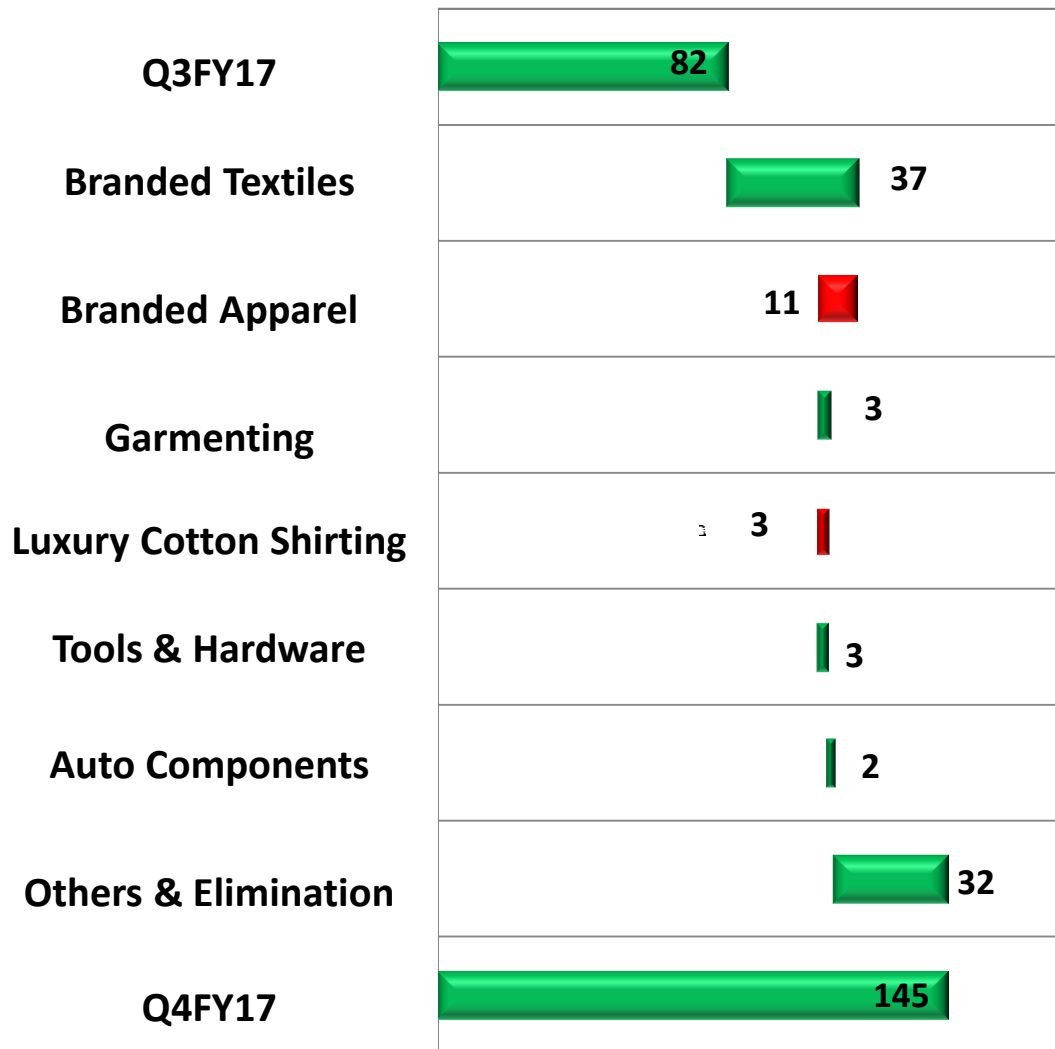 Q3FY17
82
Branded Textiles
37
Branded Apparel
11
Garmenting
3
Luxury Cotton Shirting
3
Tools & Hardware
3
Auto Components
2
Others & Elimination
32
Q4FY17
145